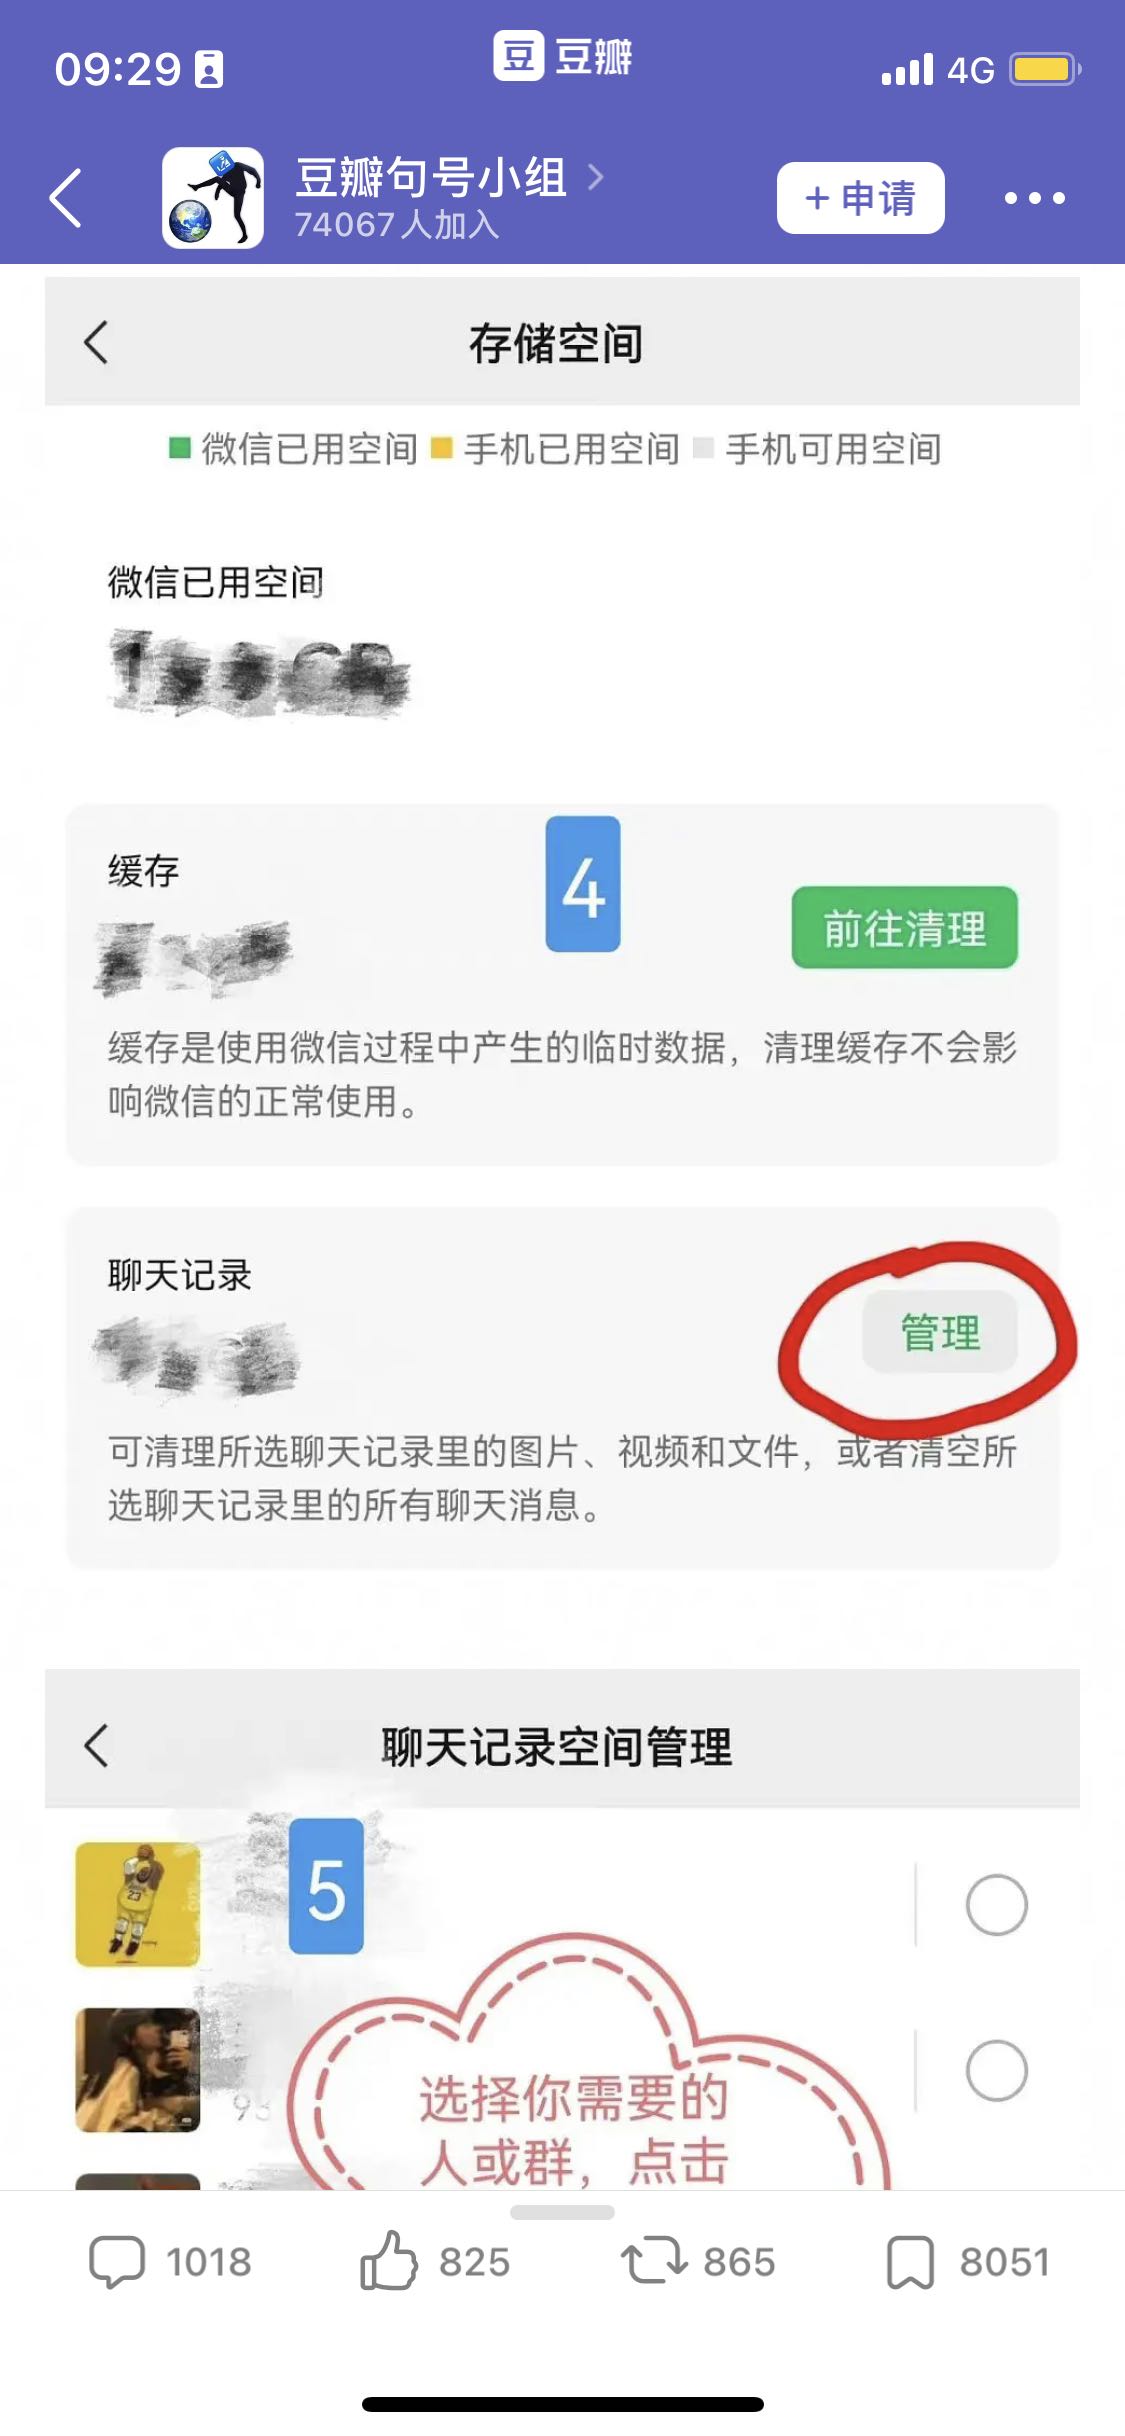 09:29
豆 豆瓣
4G
豆瓣句号小组
74067人加入
+ 申请
存储空间
微信已用空间 手机已用空间 手机可用空间
微信已用空间
缓存
4
前往清理
缓存是使用微信过程中产生的临时数据，清理缓存不会影
响微信的正常使用。
聊天记录
管理
可清理所选聊天记录里的图片、视频和文件，或者清空所
选聊天记录里的所有聊天消息。
聊天记录空间管理
5
23
选择你需要的
人或群，点击
1018
825
865
8051